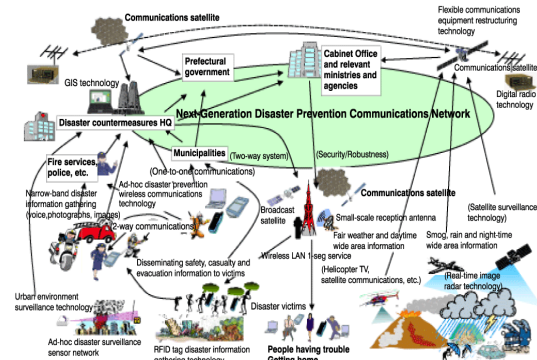 Communications satellite
Flexible communications
equipment restructuring
technology
Prefectural
government
Cabinet Office
and relevant
ministries and
agencies
Communications satellite
GIS technology
Digital radio
technology
Next-Generation Disaster Prevention Communications Network
Disaster countermeasures HQ
Municipalities
(Two-way system)
(Security/Robustness)
Fire services,
police, etc.
(One-to-one communications)
Ad-hoc disaster prevention
wireless communications
technology
Narrow-band disaster
information gathering
(voice,photographs, images)
Communications satellite
Broadcast
satellite
Small-scale reception antenna
(Satellite surveillance
technology)
2-way communications
Fair weather and daytime
wide area information
Smog, rain and night-time
wide area information
Wireless LAN 1-seg service
Disseminating safety, casualty and
evacuation information to victims
(Helicopter TV,
satellite communications, etc.)
(Real-time image
radar technology)
Urban environment
surveillance technology
Disaster victims
Ad-hoc disaster surveillance
sensor network
RFID tag disaster information
gathering technology
People having trouble
Getting home